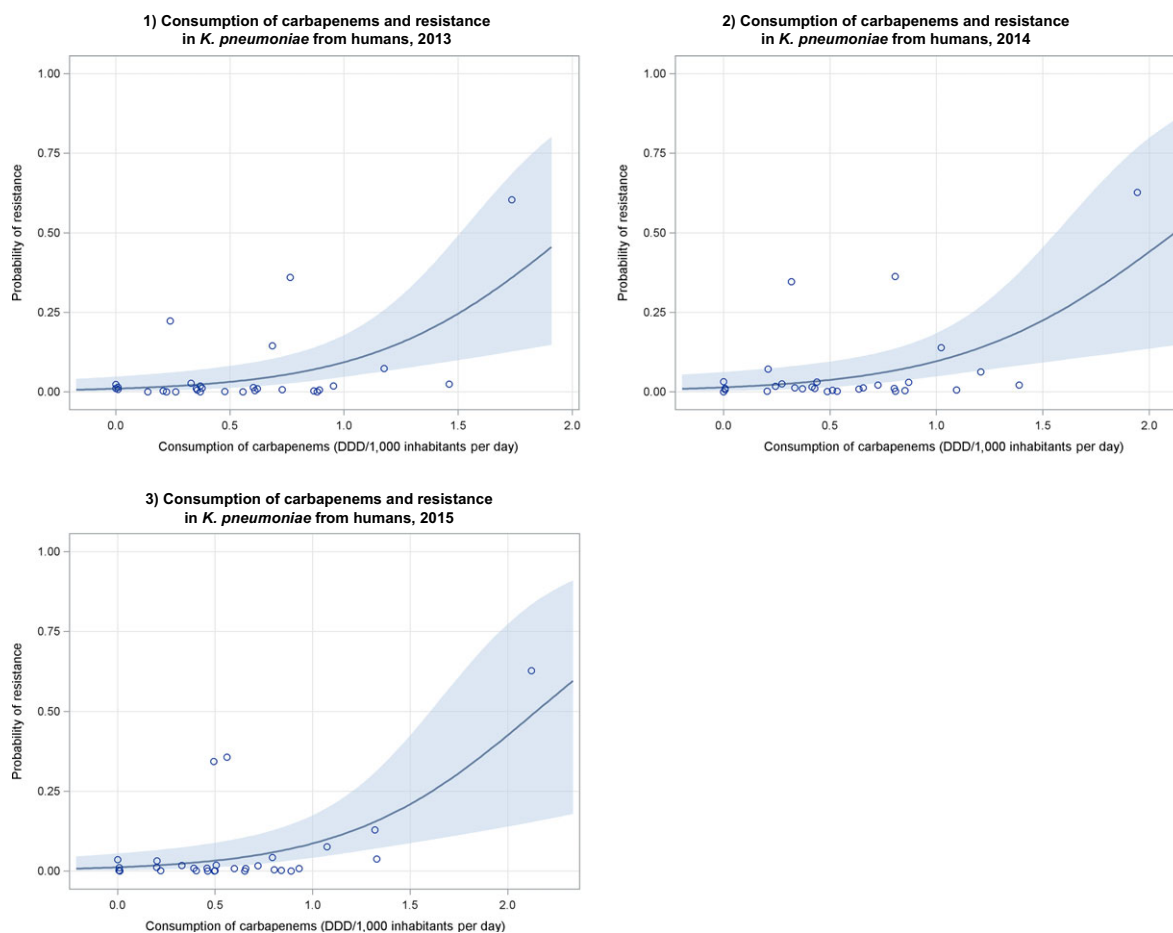 1) Consumption of carbapenems and resistance
in K. pneumoniae from humans, 2013
1.00
0.75
0.50
0.25
0.00
Probability of resistance
0.0 0.5 1.0 1.5 2.0
Consumption of carbapenems (DDD/1,000 inhabitants per day)
2) Consumption of carbapenems and resistance
in K. pneumoniae from humans, 2014
1.00
0.75
0.50
0.25
0.00
Probability of resistance
0.0 0.5 1.0 1.5 2.0
Consumption of carbapenems (DDD/1,000 inhabitants per day)
3) Consumption of carbapenems and resistance
in K. pneumoniae from humans, 2015
1.00
0.75
0.50
0.25
0.00
Probability of resistance
0.0 0.5 1.0 1.5 2.0
Consumption of carbapenems (DDD/1,000 inhabitants per day)